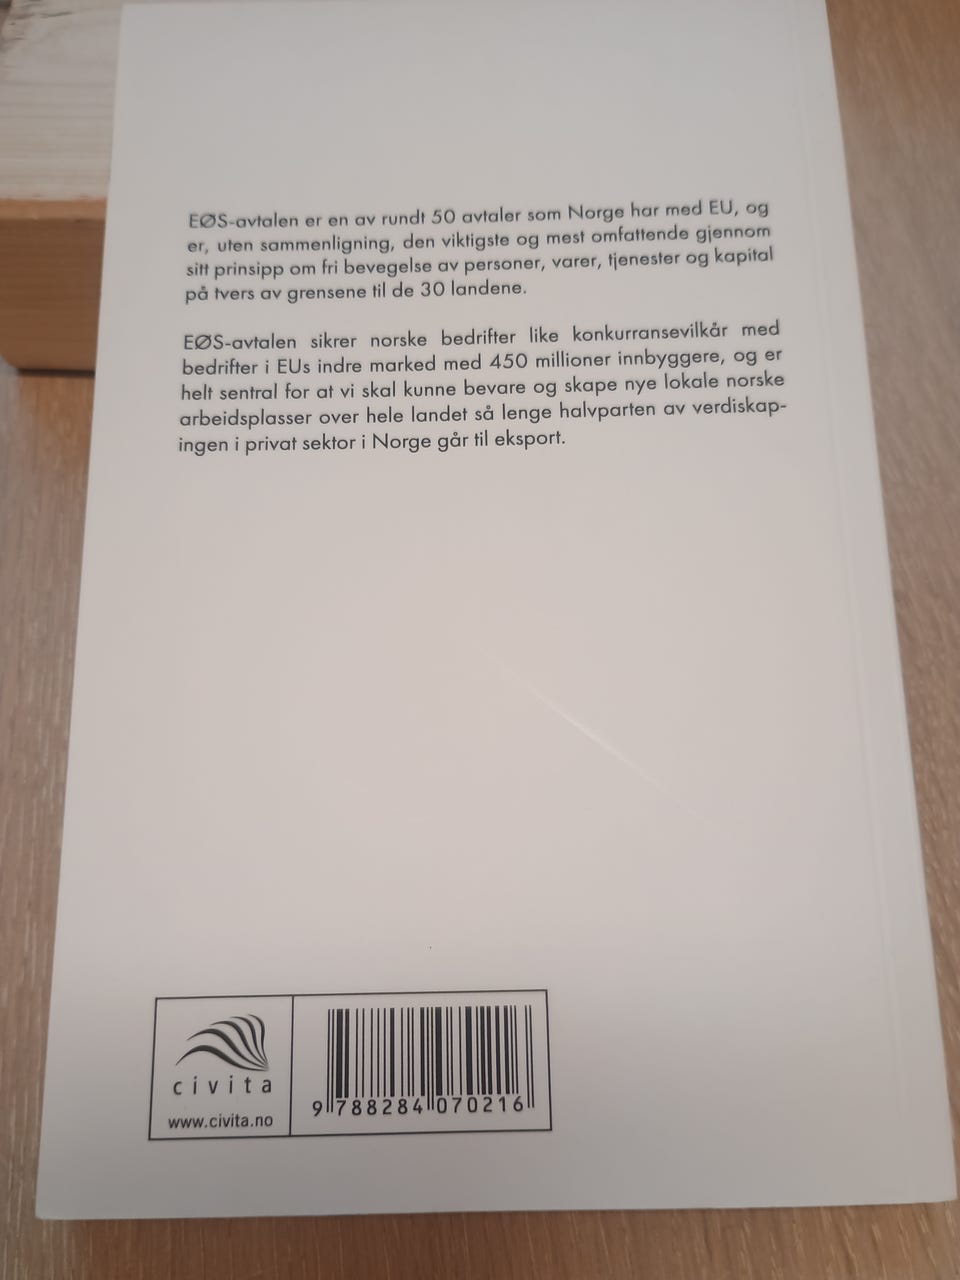 EØS-avtalen er en av rundt 50 avtaler som Norge har med EU, og
er, uten sammenligning, den viktigste og mest omfattende gjennom
sitt prinsipp om fri bevegelse av personer, varer, tjenester og kapital
på tvers av grensene til de 30 landene.
EØS-avtalen sikrer norske bedrifter like konkurransevilkår med
bedrifter i EUs indre marked med 450 millioner innbyggere, og er
helt sentral for at vi skal kunne bevare og skape nye lokale norske
arbeidsplasser over hele landet så lenge halvparten av verdiskap-
ingen i privat sektor i Norge går til eksport.
civita
www.civita.no
9 788284 070216